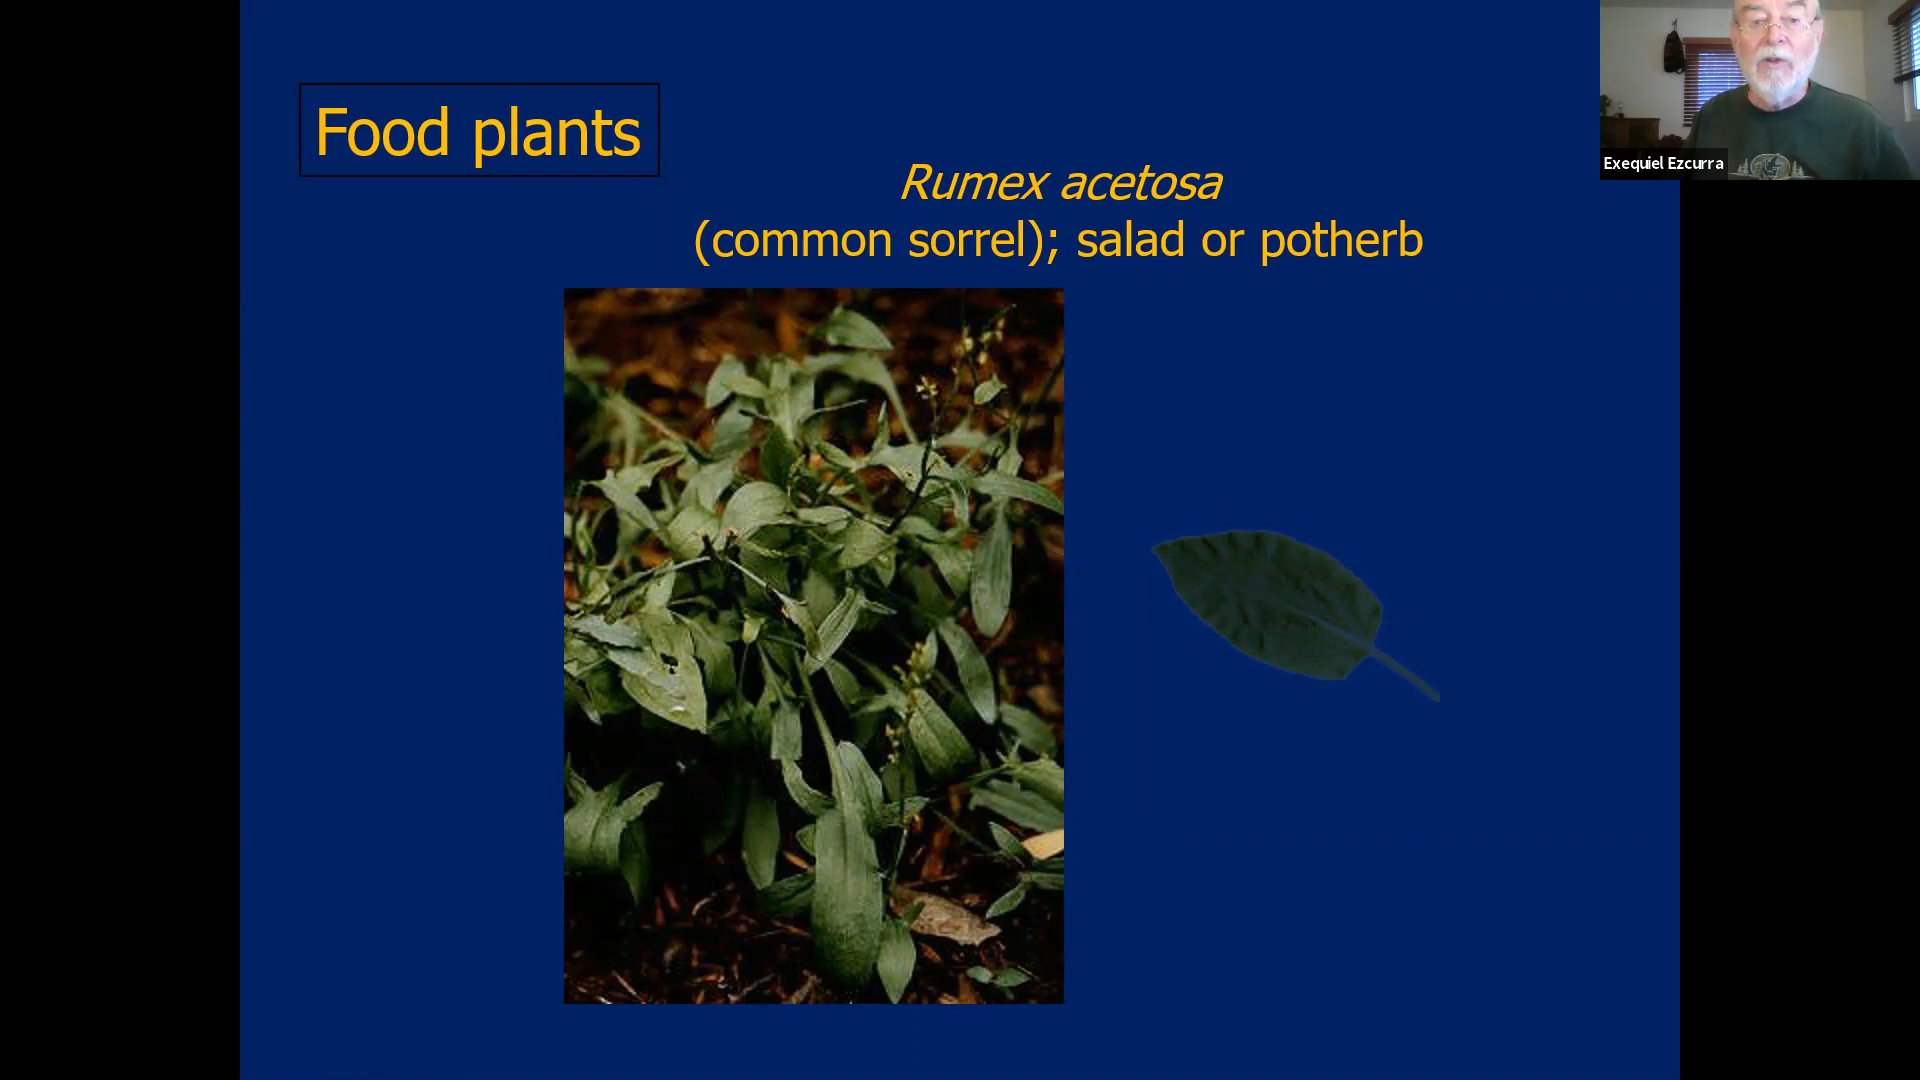 Food plants
Rumex acetosa
(common sorrel); salad or potherb
Exequiel Ezcurra